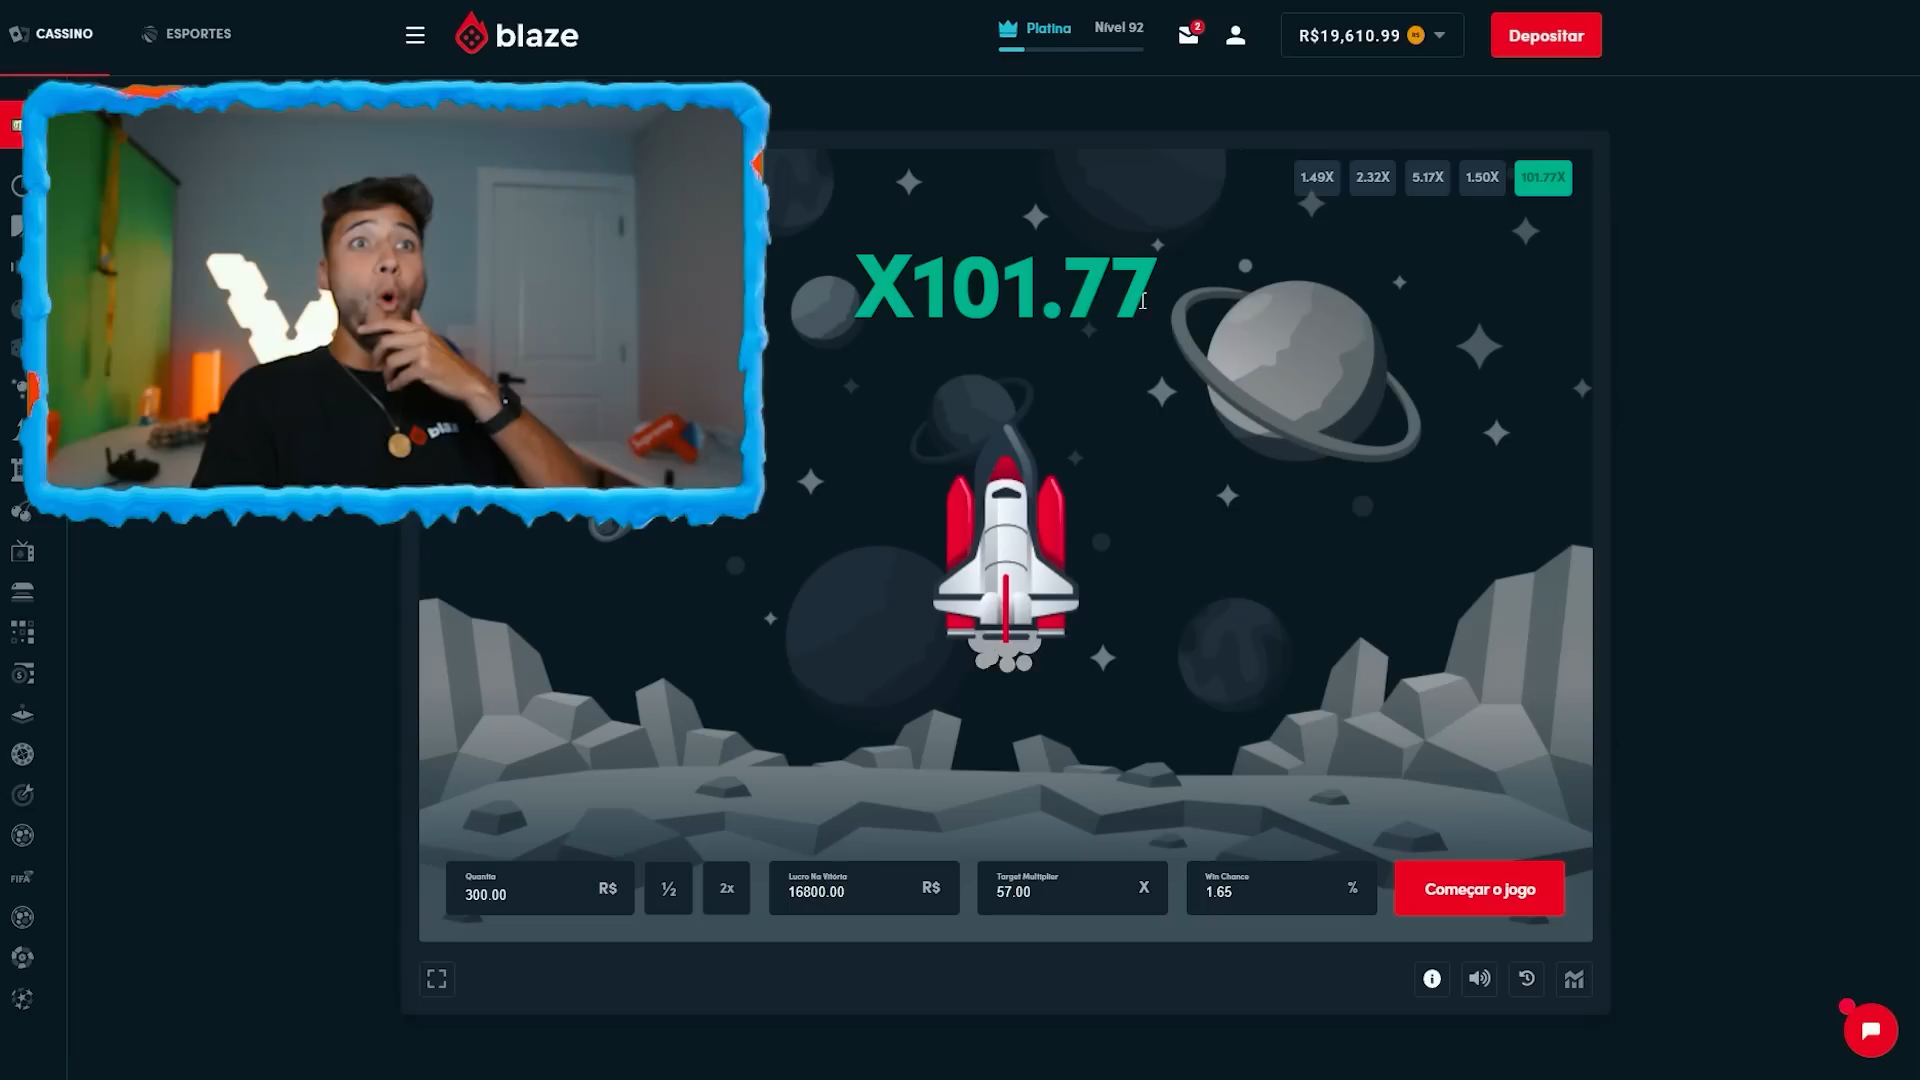 CASSINO
ESPORTES
blaze
Platina
Nível 92
2
R$19,610.99
R$
Depositar
1.49X
2.32X
5.17X
1.50X
101.77X
X101.77
Supreme
Quantia
300.00
R$
½
2x
Lucro Na Vitória
16800.00
R$
Target Multiplier
57.00
X
Win Chance
1.65
%
Começar o jogo
FIFA